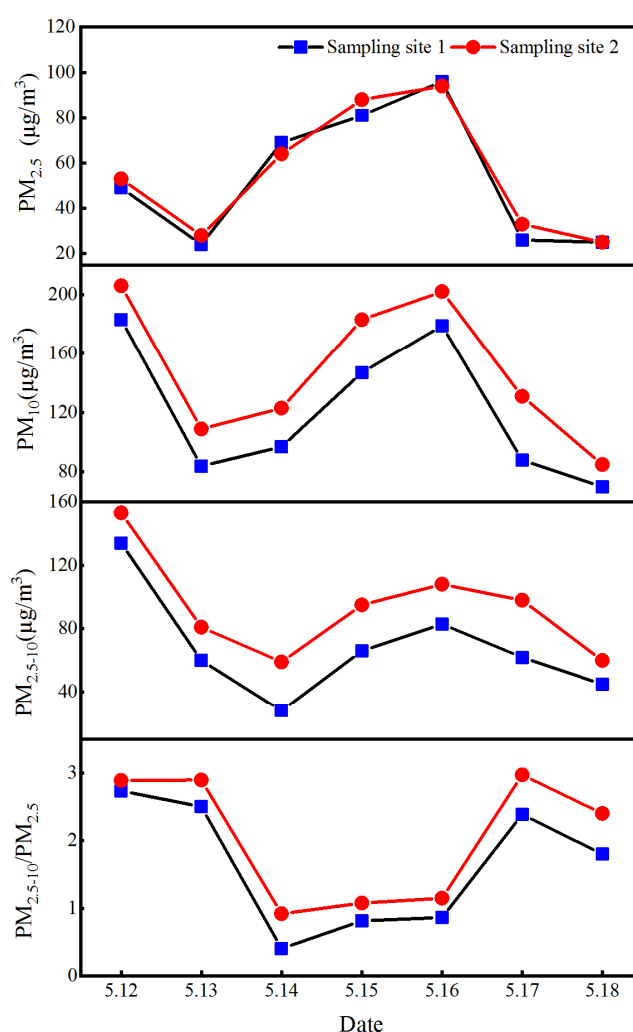 Sampling site 1 Sampling site 2
PM2.5 (μg/m3)
120
100
80
60
40
20
PM10(μg/m3)
200
160
120
80
PM2.5-10(μg/m3)
160
120
80
40
PM2.5-10/PM2.5
3
2
1
0
5.12 5.13 5.14 5.15 5.16 5.17 5.18
Date